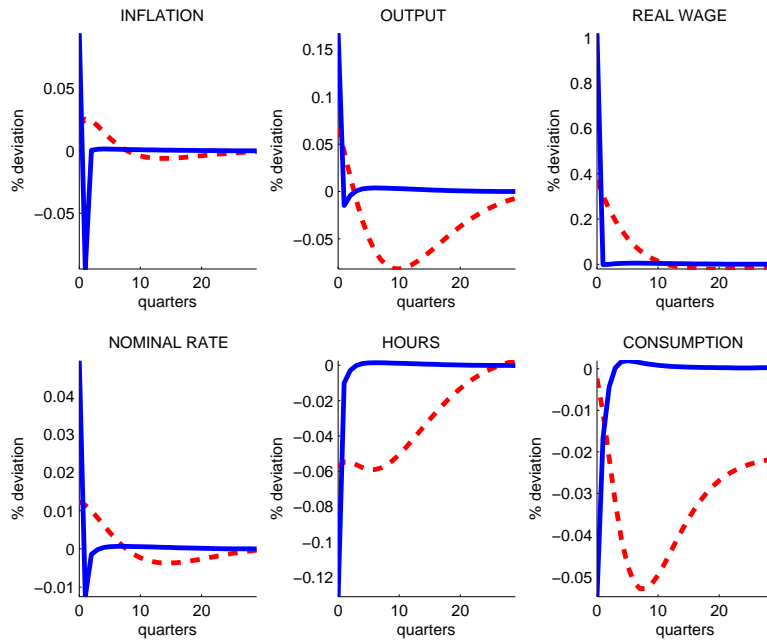 INFLATION
% deviation
0.05
0
−0.05
0 10 20
quarters
OUTPUT
% deviation
0.15
0.1
0.05
0
−0.05
0 10 20
quarters
REAL WAGE
% deviation
1
0.8
0.6
0.4
0.2
0
0 10 20
quarters
NOMINAL RATE
% deviation
0.04
0.03
0.02
0.01
0
−0.01
0 20
quarters
HOURS
% deviation
0
−0.02
−0.04
−0.06
−0.08
−0.1
−0.12
0 10 20
quarters
CONSUMPTION
% deviation
0
−0.01
−0.02
−0.03
−0.04
−0.05
0 10 20
quarters